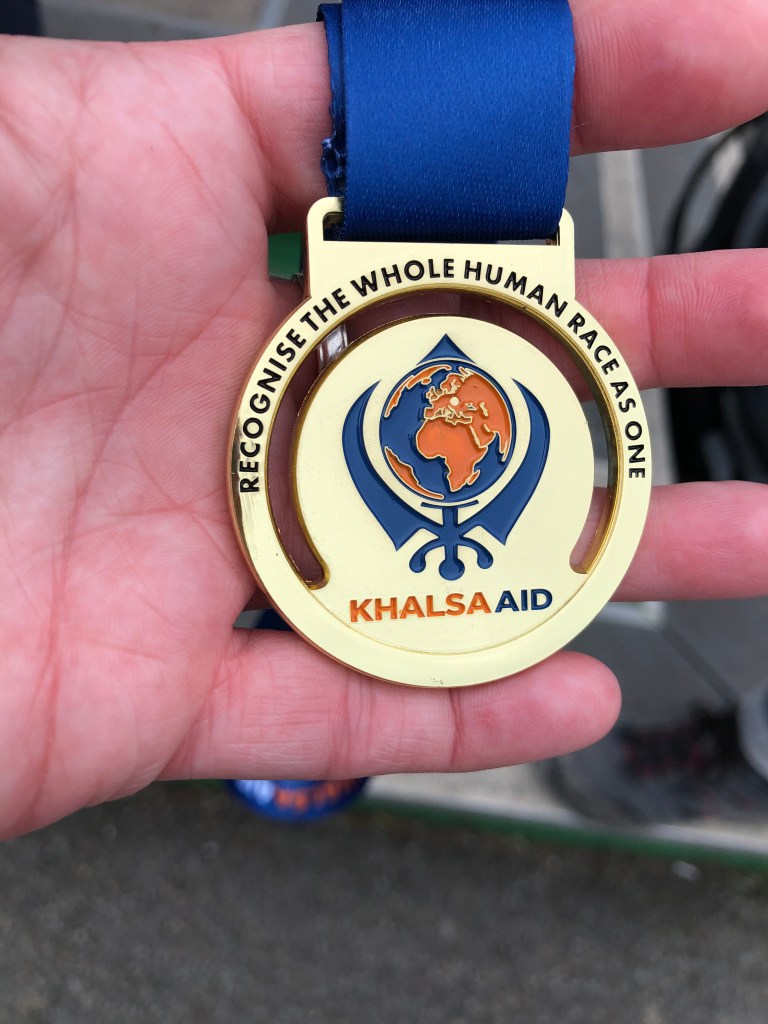 RECOGNISE THE WHOLE HUMAN RACE AS ONE
KHALSA AID